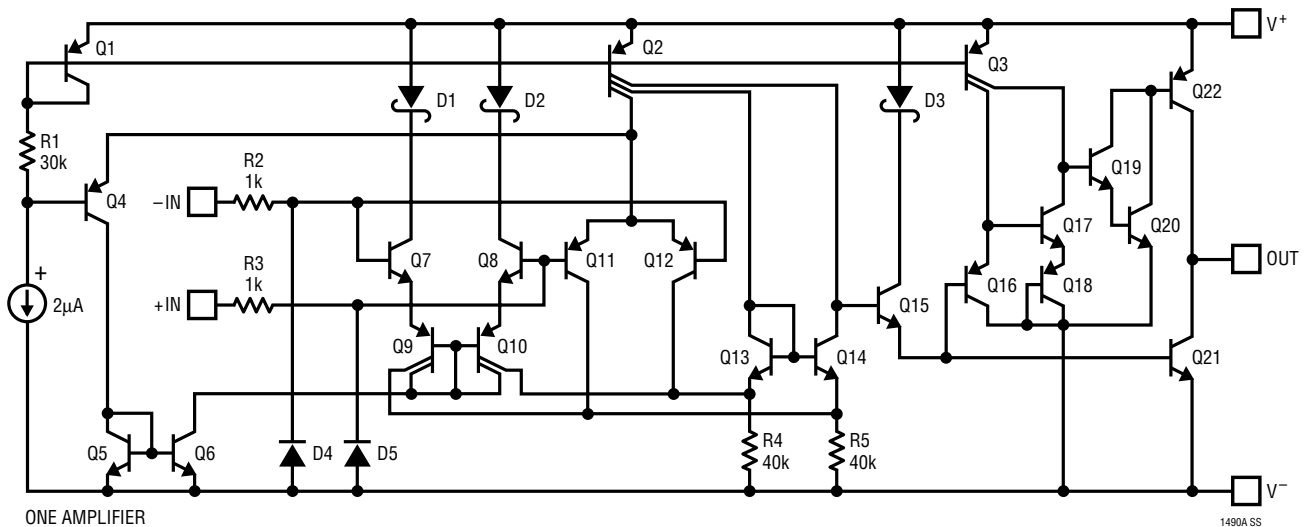 V+
Q1
Q2
Q3
Q22
D1
D2
D3
R1
30k
R2
1k
Q19
Q4
–IN
Q17
Q20
Q7
Q8
Q11
Q12
OUT
R3
1k
Q16
Q18
+
2µA
+IN
Q15
Q9
Q10
Q13
Q14
Q21
Q5
Q6
D4
D5
R4
40k
R5
40k
V–
ONE AMPLIFIER
1490A SS